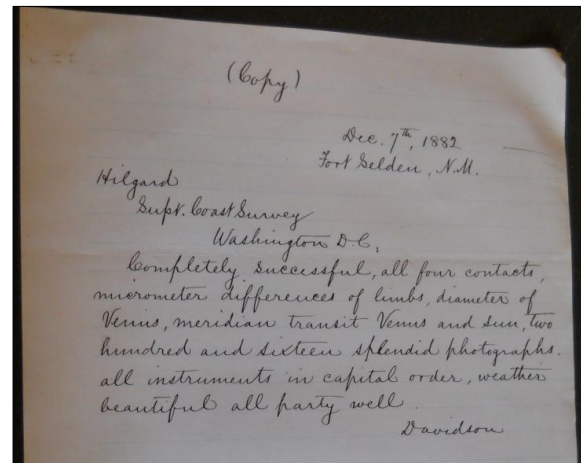 (Copy)
Dec. 7th, 1882
Fort Selden, N.M.
Hilgard
Supt. Coast Survey
Washington D.C.,
Completely successful, all four contacts,
micrometer differences of limbs, diameter of
Venus, meridian transit Venus and sun, two
hundred and sixteen splendid photographs.
all instruments in capital order, weather
beautiful all party well.
Davidson